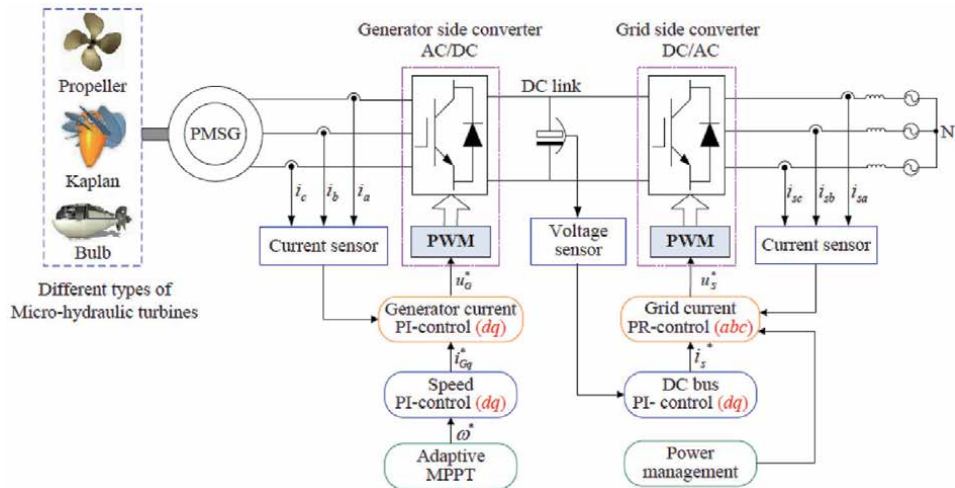 Generator side converter
AC/DC
Grid side converter
DC/AC
Propeller
Kaplan
Bulb
Different types of
Micro-hydraulic turbines
PMSG
DC link
N
i_c
i_b
i_a
i_sc
i_sb
i_sa
Current sensor
PWM
Voltage
sensor
PWM
Current sensor
u_G^*
u_s^*
Generator current
PI-control (dq)
Grid current
PR-control (abc)
i_Gq^*
i_s^*
Speed
PI-control (dq)
DC bus
PI- control (dq)
ω^*
Adaptive
MPPT
Power
management